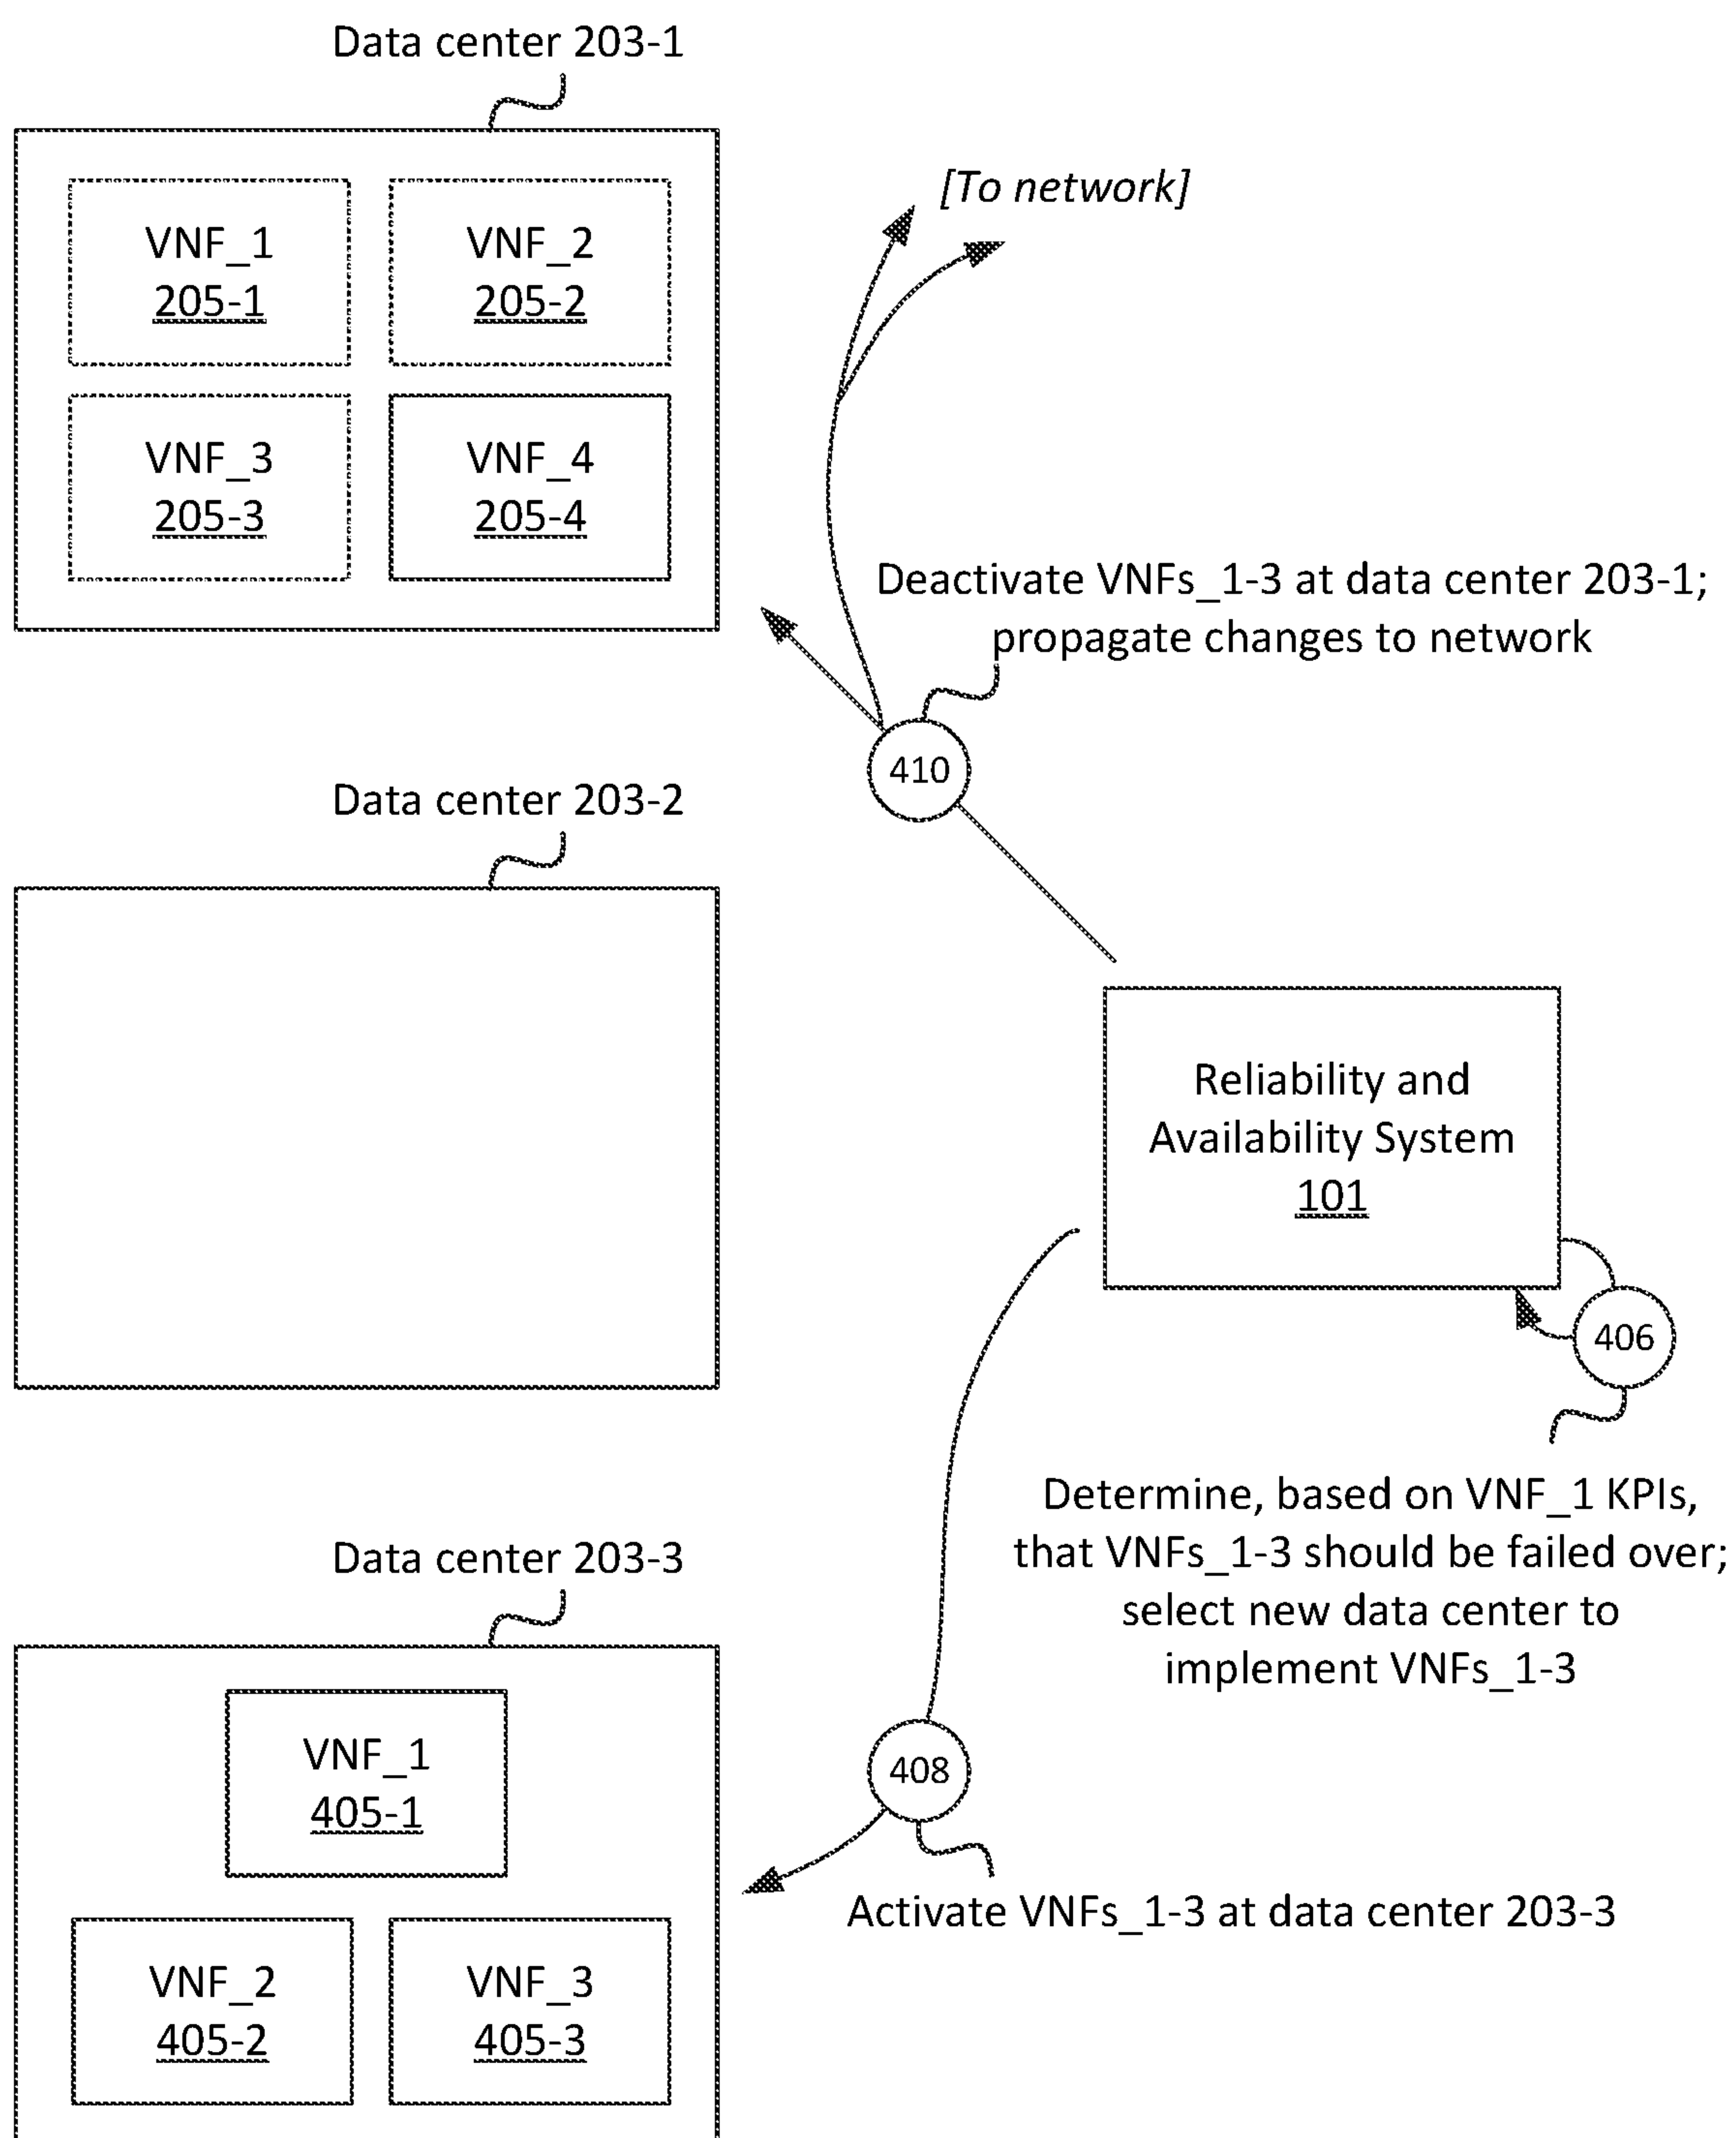 Data center 203-1
VNF_1
205-1
VNF_2
205-2
VNF_3
205-3
VNF_4
205-4
[To network]
Deactivate VNFs_1-3 at data center 203-1;
propagate changes to network
410
Data center 203-2
Reliability and
Availability System
101
406
Determine, based on VNF_1 KPIs,
that VNFs_1-3 should be failed over;
select new data center to
implement VNFs_1-3
Data center 203-3
VNF_1
405-1
VNF_2
405-2
VNF_3
405-3
408
Activate VNFs_1-3 at data center 203-3